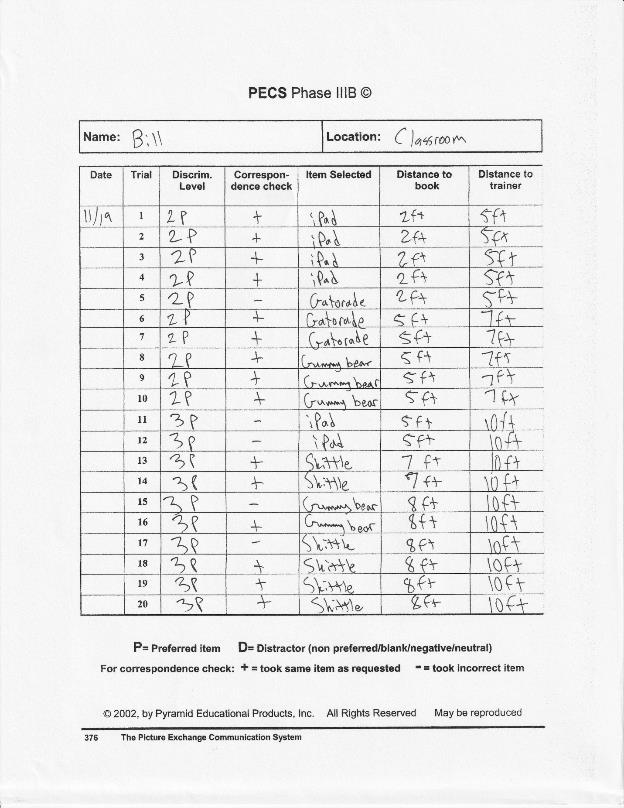 PECS Phase IIIB ©
Name: Bill Location: Classroom
Date Trial Discrim. Level Correspon-dence check Item Selected Distance to book Distance to trainer
11/19 1 2P + iPad 2ft 5ft
2 2P + iPad 2ft 5ft
3 2P + iPad 2ft 5ft
4 2P + iPad 2ft 5ft
5 2P - Gatorade 2ft 5ft
6 2P + Gatorade 5ft 7ft
7 2P + Gatorade 5ft 7ft
8 2P + Gummy bear 5ft 7ft
9 2P + Gummy bear 5ft 7ft
10 2P + Gummy bear 5ft 7ft
11 3P - iPad 5ft 10ft
12 3P - iPad 5ft 10ft
13 3P + Skittle 7 ft 10ft
14 3P + Skittle 7 ft 10ft
15 3P - Gummy bear 8ft 10ft
16 3P + Gummy bear 8ft 10ft
17 3P - Skittle 8ft 10ft
18 3P + Skittle 8ft 10ft
19 3P + Skittle 8ft 10ft
20 3P + Skittle 8ft 10ft
P= Preferred item D= Distractor (non preferred/blank/negative/neutral)
For correspondence check: + = took same item as requested - = took incorrect item
© 2002, by Pyramid Educational Products, Inc. All Rights Reserved May be reproduced
376 The Picture Exchange Communication System